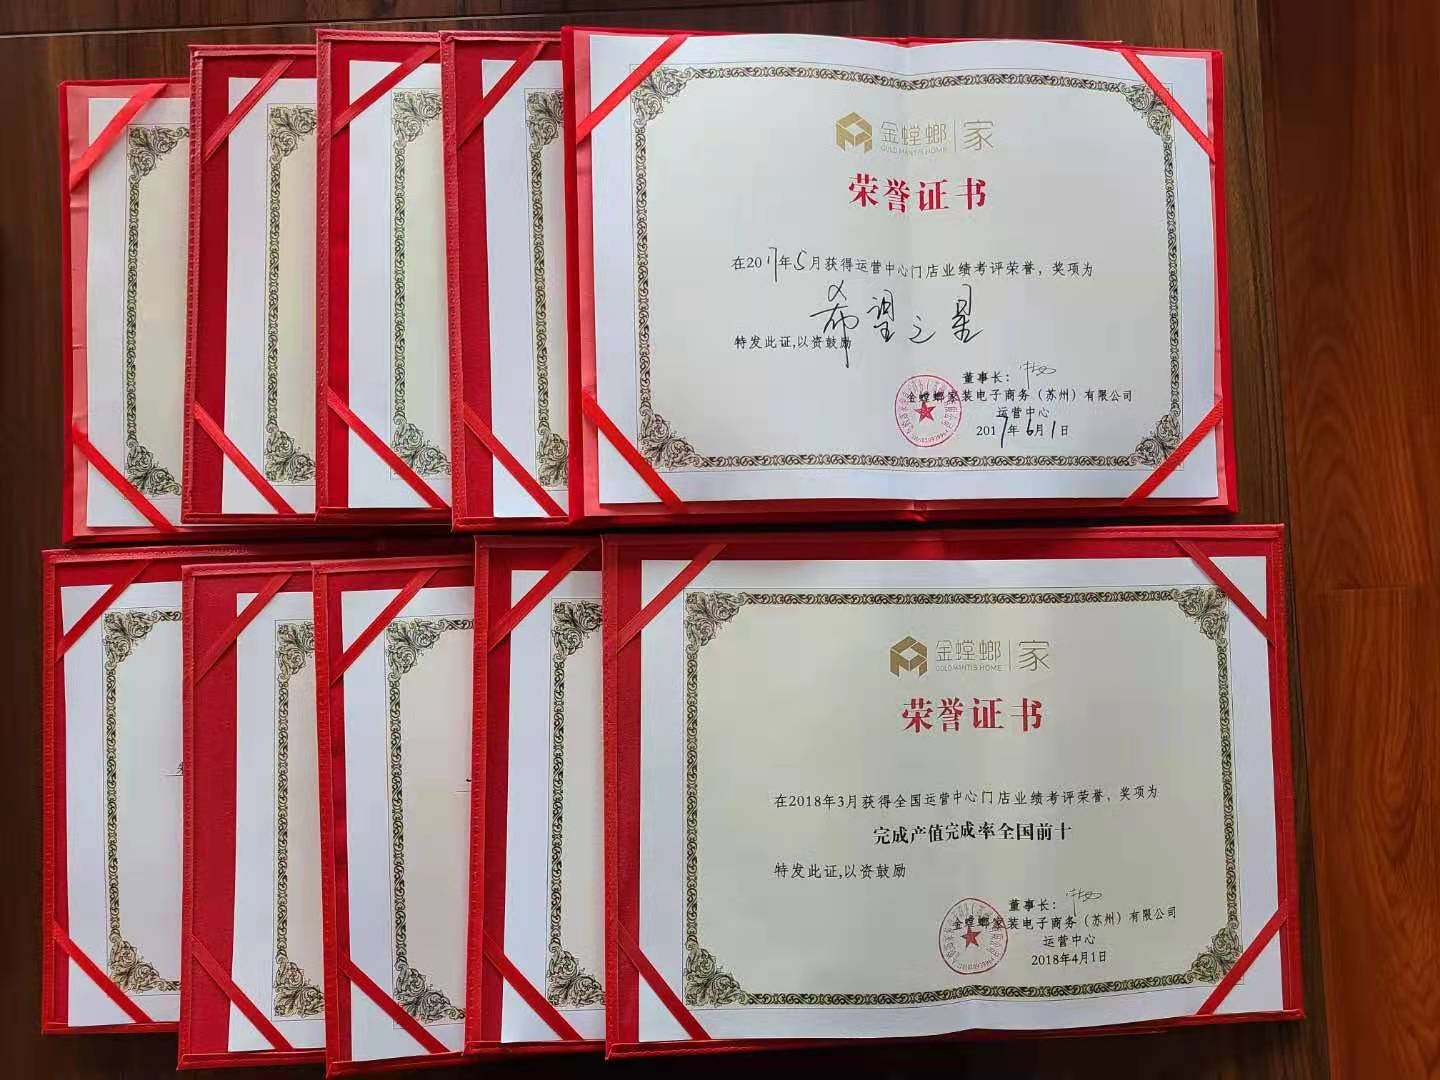 金螳螂 家
GOLD MANTIS HOME
荣誉证书
在2017年5月获得运营中心门店业绩考评荣誉，奖项为
希望之星
特发此证,以资鼓励
董事长：
金螳螂家装电子商务（苏州）有限公司
运营中心
2017年6月1日
金螳螂 家
GOLD MANTIS HOME
荣誉证书
在2018年3月获得全国运营中心门店业绩考评荣誉，奖项为
完成产值完成率全国前十
特发此证,以资鼓励
董事长：
金螳螂家装电子商务（苏州）有限公司
运营中心
2018年4月1日